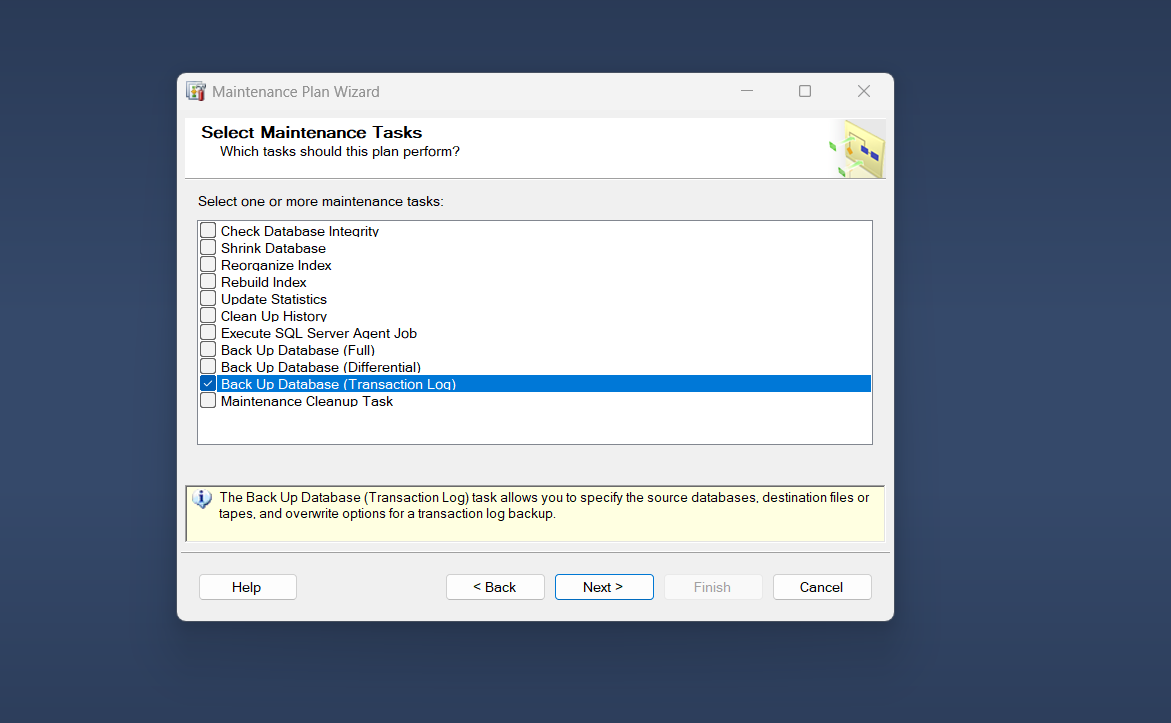 Maintenance Plan Wizard
Select Maintenance Tasks
Which tasks should this plan perform?
Select one or more maintenance tasks:
Check Database Integrity
Shrink Database
Reorganize Index
Rebuild Index
Update Statistics
Clean Up History
Execute SQL Server Agent Job
Back Up Database (Full)
Back Up Database (Differential)
Back Up Database (Transaction Log)
Maintenance Cleanup Task
The Back Up Database (Transaction Log) task allows you to specify the source databases, destination files or
tapes, and overwrite options for a transaction log backup.
Help < Back Next > Finish Cancel